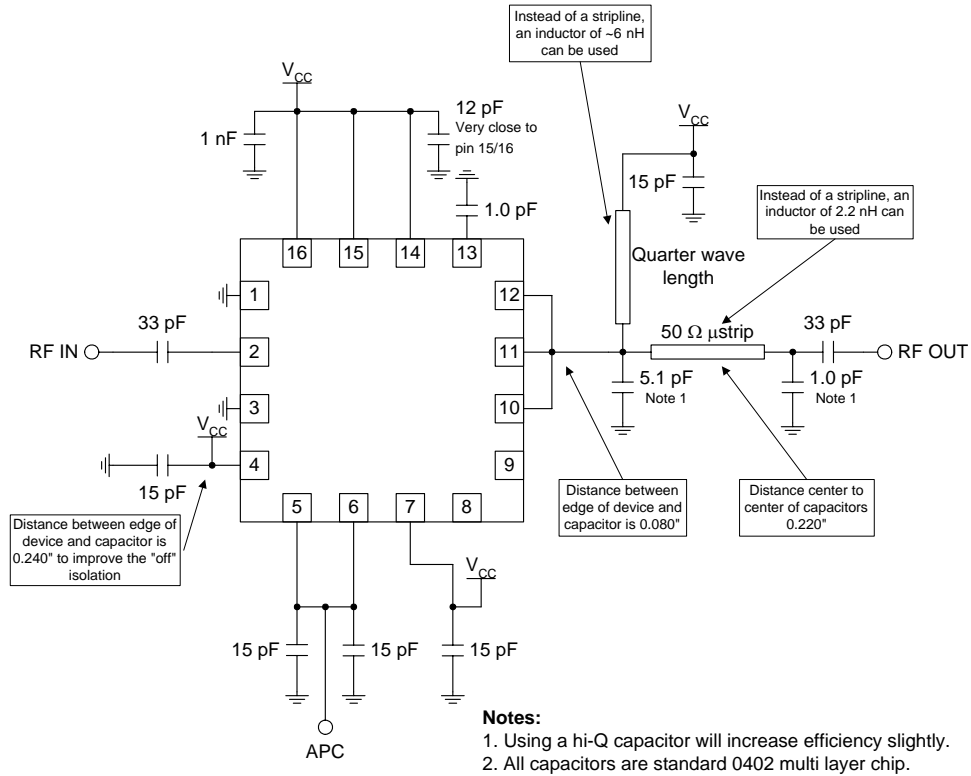 Instead of a stripline,
an inductor of ~6 nH
can be used
VCC
12 pF
Very close to
pin 15/16
1 nF
1.0 pF
VCC
15 pF
Instead of a stripline, an
inductor of 2.2 nH can
be used
Quarter wave
length
16
15
14
13
1
12
33 pF
RF IN
2
11
50 Ω μstrip
33 pF
RF OUT
5.1 pF
Note 1
1.0 pF
Note 1
3
10
VCC
4
9
15 pF
Distance between edge of
device and capacitor is
0.240" to improve the "off"
isolation
5
6
7
8
Distance between
edge of device and
capacitor is 0.080"
Distance center to
center of capacitors
0.220"
VCC
15 pF
15 pF
15 pF
APC
Notes:
1. Using a hi-Q capacitor will increase efficiency slightly.
2. All capacitors are standard 0402 multi layer chip.